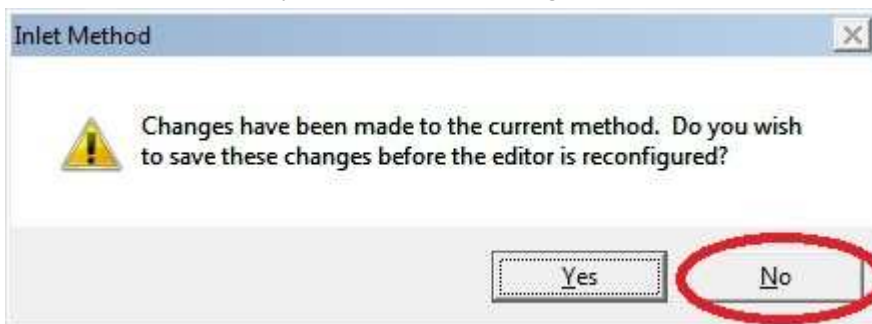 Inlet Method
Changes have been made to the current method.  Do you wish
to save these changes before the editor is reconfigured?
Yes
No